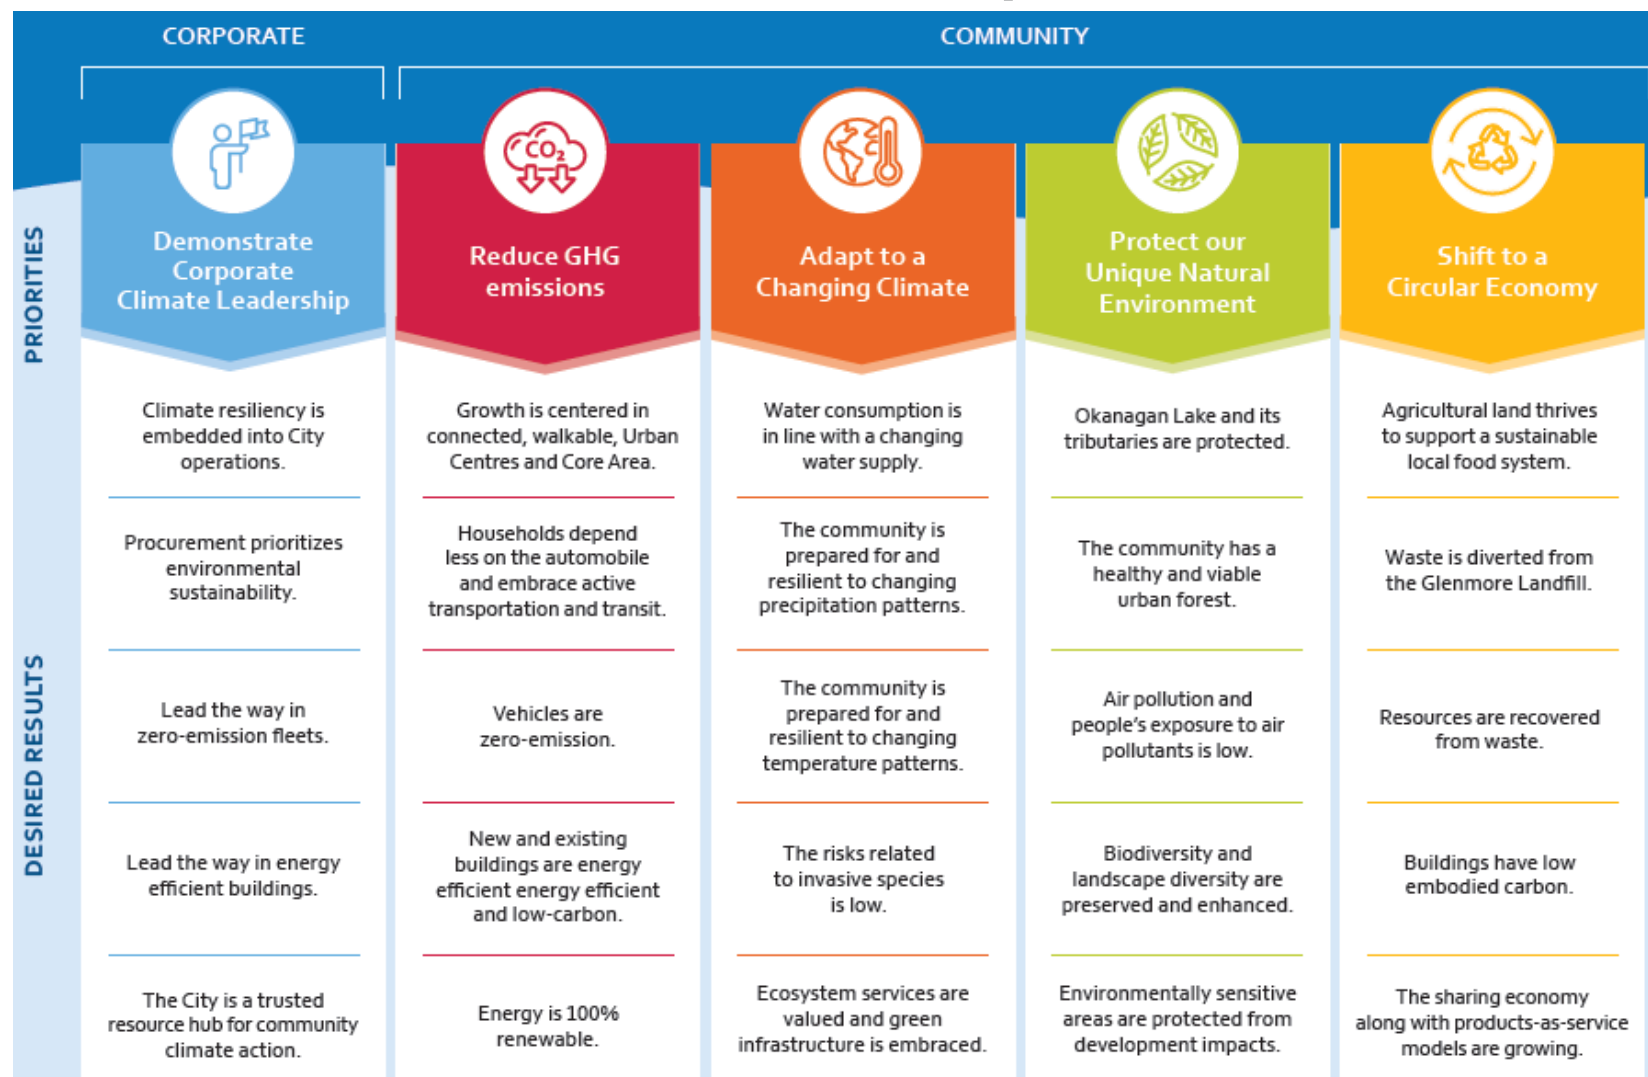 CORPORATE
COMMUNITY
PRIORITIES
Demonstrate
Corporate
Climate Leadership
CO₂
Reduce GHG
emissions
Adapt to a
Changing Climate
Protect our
Unique Natural
Environment
Shift to a
Circular Economy
DESIRED RESULTS
Climate resiliency is
embedded into City
operations.
Growth is centered in
connected, walkable, Urban
Centres and Core Area.
Water consumption is
in line with a changing
water supply.
Okanagan Lake and its
tributaries are protected.
Agricultural land thrives
to support a sustainable
local food system.
Procurement prioritizes
environmental
sustainability.
Households depend
less on the automobile
and embrace active
transportation and transit.
The community is
prepared for and
resilient to changing
precipitation patterns.
The community has a
healthy and viable
urban forest.
Waste is diverted from
the Glenmore Landfill.
Lead the way in
zero-emission fleets.
Vehicles are
zero-emission.
The community is
prepared for and
resilient to changing
temperature patterns.
Air pollution and
people's exposure to air
pollutants is low.
Resources are recovered
from waste.
Lead the way in energy
efficient buildings.
New and existing
buildings are energy
efficient energy efficient
and low-carbon.
The risks related
to invasive species
is low.
Biodiversity and
landscape diversity are
preserved and enhanced.
Buildings have low
embodied carbon.
The City is a trusted
resource hub for community
climate action.
Energy is 100%
renewable.
Ecosystem services are
valued and green
infrastructure is embraced.
Environmentally sensitive
areas are protected from
development impacts.
The sharing economy
along with products-as-service
models are growing.